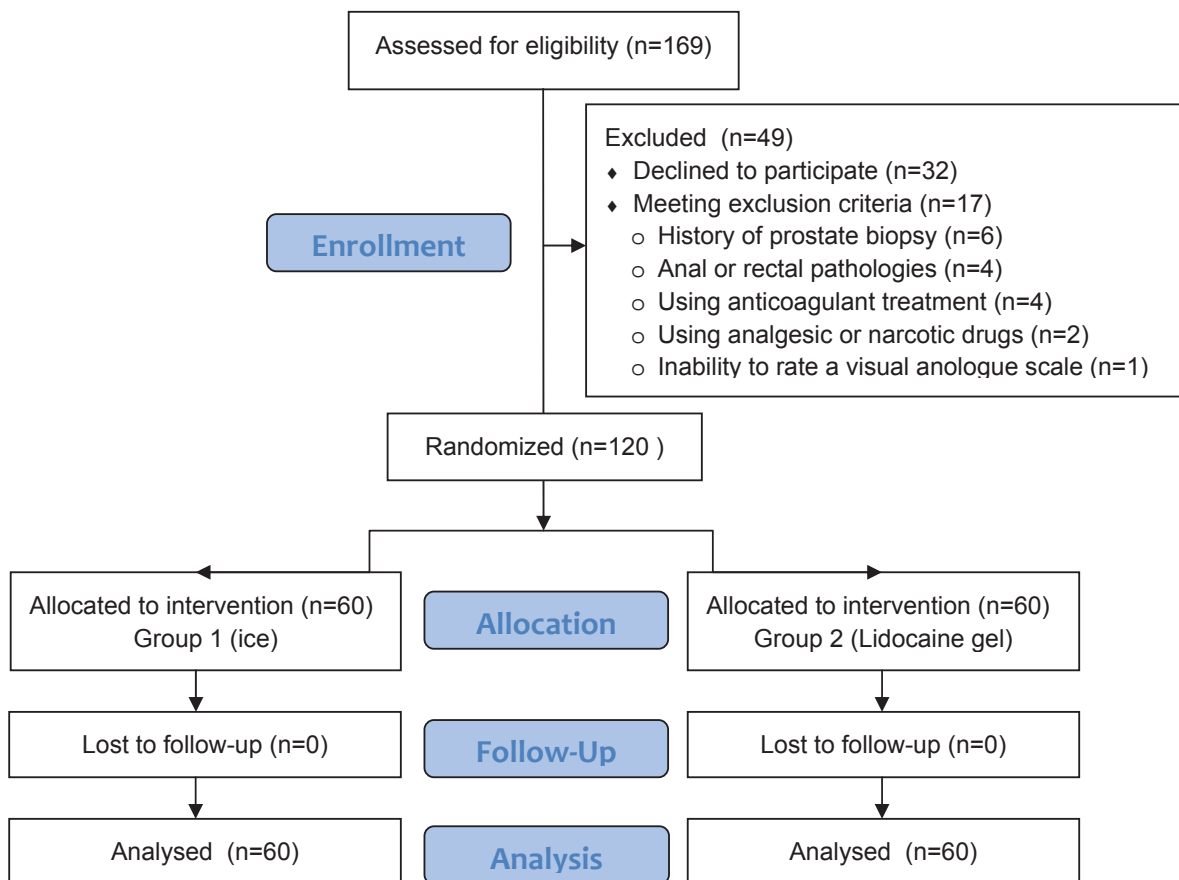 Assessed for eligibility (n=169)
Excluded (n=49)
♦ Declined to participate (n=32)
♦ Meeting exclusion criteria (n=17)
o History of prostate biopsy (n=6)
o Anal or rectal pathologies (n=4)
o Using anticoagulant treatment (n=4)
o Using analgesic or narcotic drugs (n=2)
o Inability to rate a visual anologue scale (n=1)
Enrollment
Randomized (n=120 )
Allocated to intervention (n=60)
Group 1 (ice)
Allocation
Allocated to intervention (n=60)
Group 2 (Lidocaine gel)
Lost to follow-up (n=0)
Follow-Up
Lost to follow-up (n=0)
Analysed (n=60)
Analysis
Analysed (n=60)